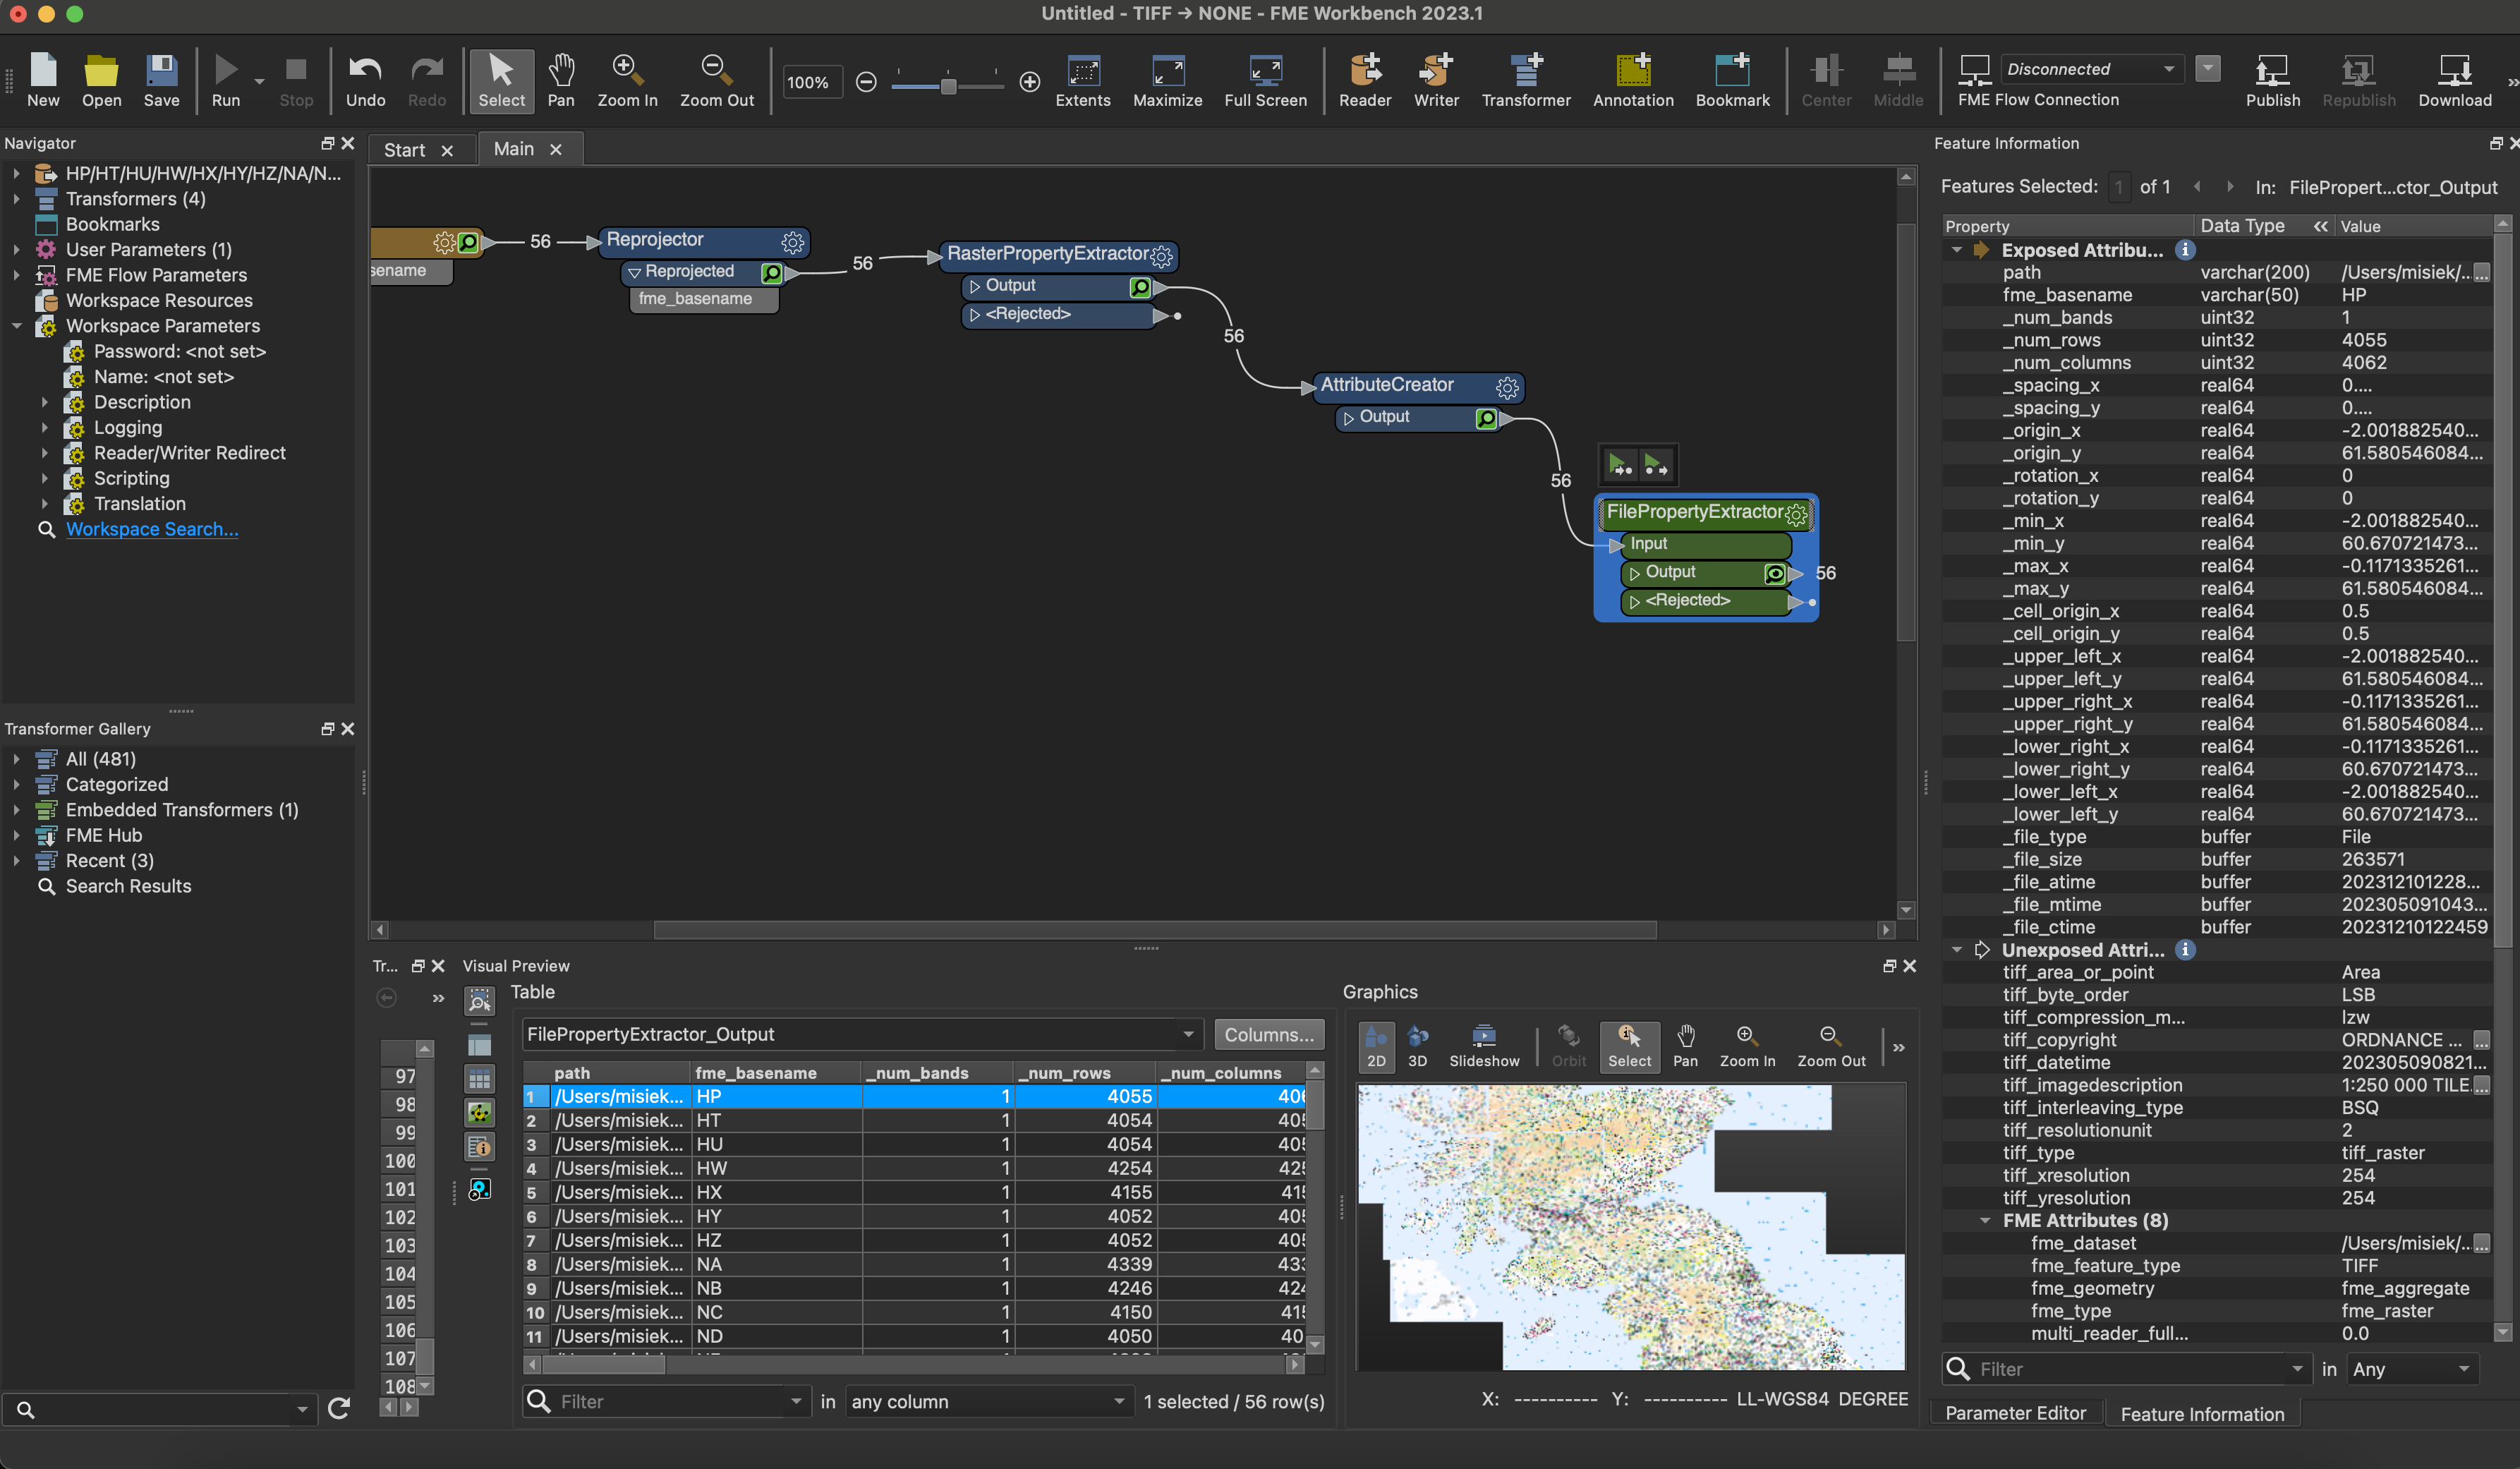 Untitled - TIFF → NONE - FME Workbench 2023.1
New
Open
Save
Run
Stop
Undo
Redo
Select
Pan
Zoom In
Zoom Out
100%
Extents
Maximize
Full Screen
Reader
Writer
Transformer
Annotation
Bookmark
Center
Middle
Disconnected
FME Flow Connection
Publish
Republish
Download
»
Navigator
HP/HT/HU/HW/HX/HY/HZ/NA/N...
Transformers (4)
Bookmarks
User Parameters (1)
FME Flow Parameters
Workspace Resources
Workspace Parameters
Password: <not set>
Name: <not set>
Description
Logging
Reader/Writer Redirect
Scripting
Translation
Workspace Search...
Transformer Gallery
All (481)
Categorized
Embedded Transformers (1)
FME Hub
Recent (3)
Search Results
Start
Main
sename
56
Reprojector
Reprojected
fme_basename
56
RasterPropertyExtractor
Output
<Rejected>
56
AttributeCreator
Output
56
FilePropertyExtractor
Input
Output
56
<Rejected>
Tr...
»
97
98
99
100
101
102
103
104
105
106
107
108
Visual Preview
Table
FilePropertyExtractor_Output
Columns...
path fme_basename _num_bands _num_rows _num_columns
1 /Users/misiek... HP 1 4055 406
2 /Users/misiek... HT 1 4054 405
3 /Users/misiek... HU 1 4054 405
4 /Users/misiek... HW 1 4254 425
5 /Users/misiek... HX 1 4155 415
6 /Users/misiek... HY 1 4052 405
7 /Users/misiek... HZ 1 4052 405
8 /Users/misiek... NA 1 4339 433
9 /Users/misiek... NB 1 4246 424
10 /Users/misiek... NC 1 4150 415
11 /Users/misiek... ND 1 4050 40
Filter
in
any column
1 selected / 56 row(s)
Graphics
2D
3D
Slideshow
Orbit
Select
Pan
Zoom In
Zoom Out
»
X: ---------- Y: ---------- LL-WGS84 DEGREE
Feature Information
Features Selected: 1 of 1 In: FilePropert...ctor_Output
Property Data Type « Value
Exposed Attribu...
path varchar(200) /Users/misiek/... ...
fme_basename varchar(50) HP
_num_bands uint32 1
_num_rows uint32 4055
_num_columns uint32 4062
_spacing_x real64 0....
_spacing_y real64 0....
_origin_x real64 -2.001882540...
_origin_y real64 61.580546084...
_rotation_x real64 0
_rotation_y real64 0
_min_x real64 -2.001882540...
_min_y real64 60.670721473...
_max_x real64 -0.1171335261...
_max_y real64 61.580546084...
_cell_origin_x real64 0.5
_cell_origin_y real64 0.5
_upper_left_x real64 -2.001882540...
_upper_left_y real64 61.580546084...
_upper_right_x real64 -0.1171335261...
_upper_right_y real64 61.580546084...
_lower_right_x real64 -0.1171335261...
_lower_right_y real64 60.670721473...
_lower_left_x real64 -2.001882540...
_lower_left_y real64 60.670721473...
_file_type buffer File
_file_size buffer 263571
_file_atime buffer 202312101228...
_file_mtime buffer 202305091043...
_file_ctime buffer 20231210122459
Unexposed Attri...
tiff_area_or_point Area
tiff_byte_order LSB
tiff_compression_m... lzw
tiff_copyright ORDNANCE ... ...
tiff_datetime 202305090821...
tiff_imagedescription 1:250 000 TILE ...
tiff_interleaving_type BSQ
tiff_resolutionunit 2
tiff_type tiff_raster
tiff_xresolution 254
tiff_yresolution 254
FME Attributes (8)
fme_dataset /Users/misiek/... ...
fme_feature_type TIFF
fme_geometry fme_aggregate
fme_type fme_raster
multi_reader_full... 0.0
Filter
in
Any
Parameter Editor
Feature Information